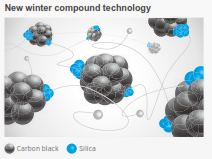 New winter compound technology
Carbon black
Silica